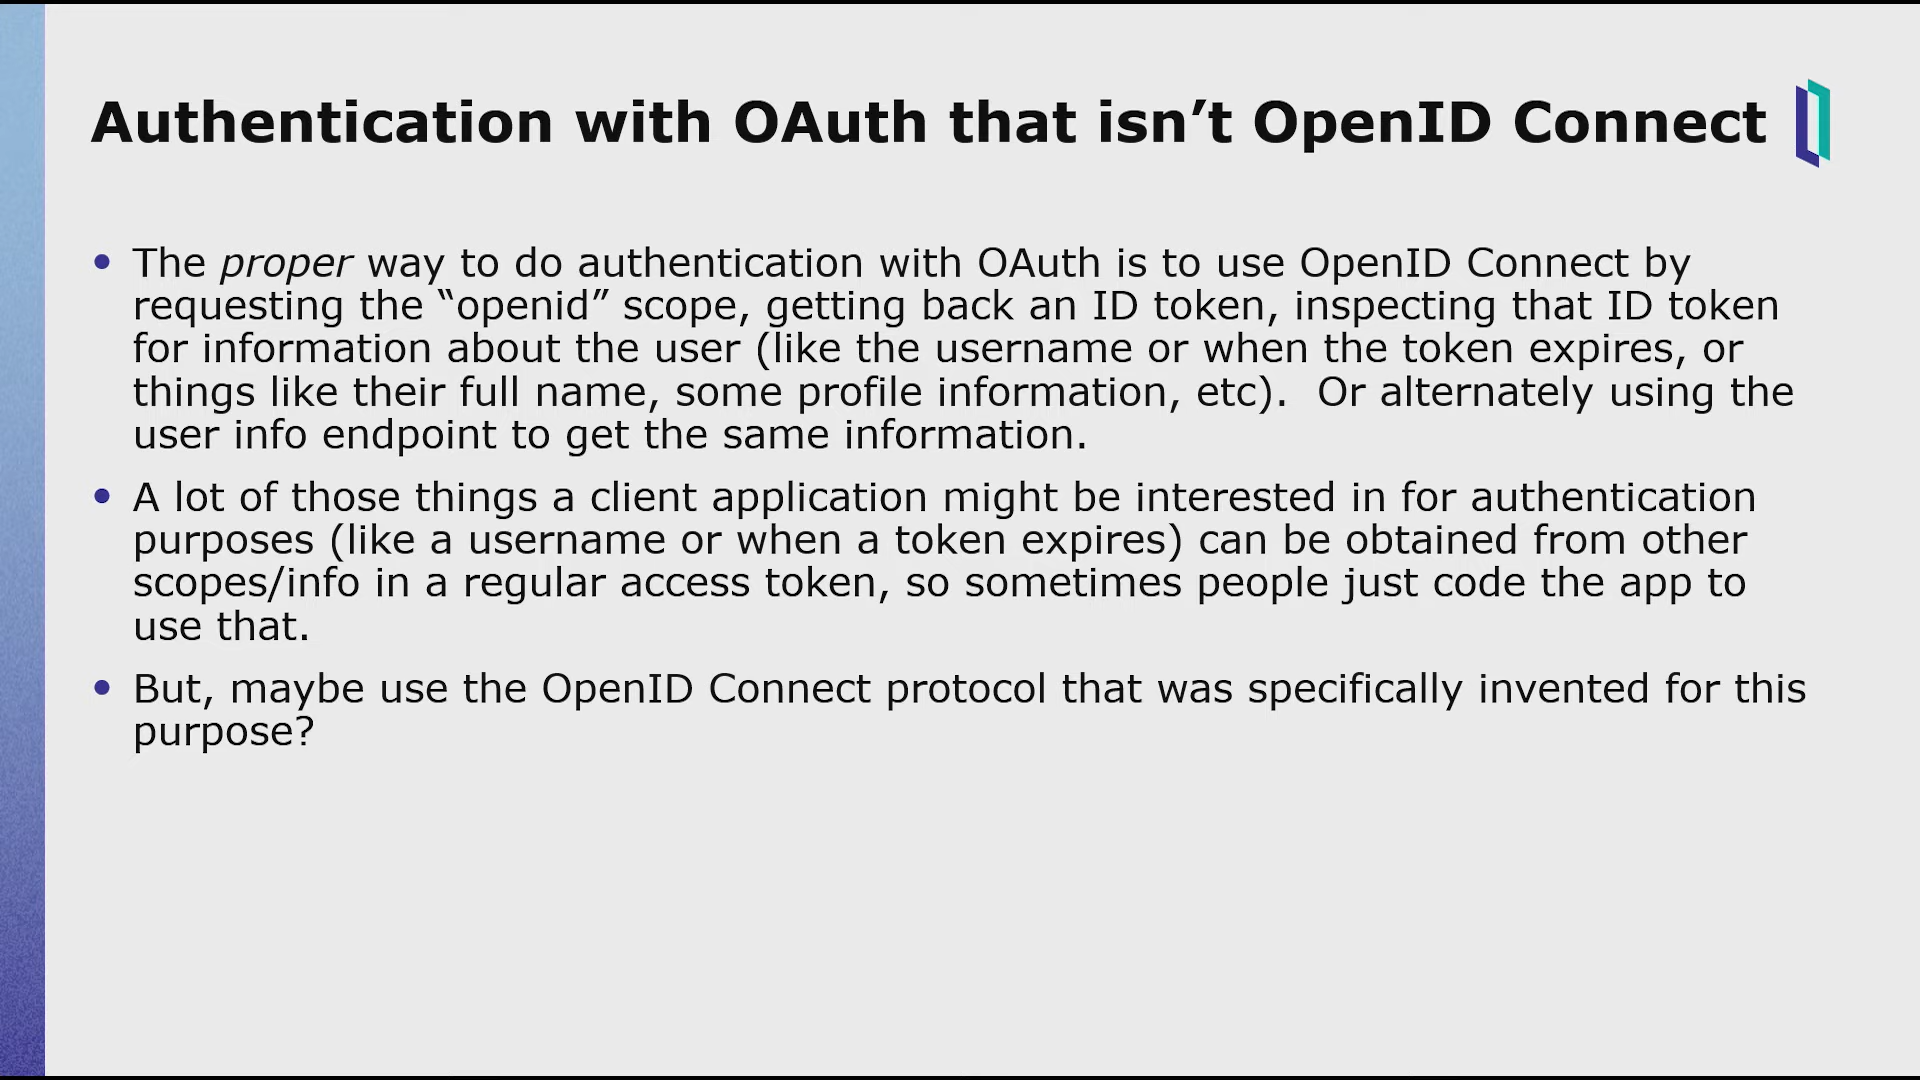 Authentication with OAuth that isn’t OpenID Connect
• The proper way to do authentication with OAuth is to use OpenID Connect by
requesting the “openid” scope, getting back an ID token, inspecting that ID token
for information about the user (like the username or when the token expires, or
things like their full name, some profile information, etc).  Or alternately using the
user info endpoint to get the same information.
• A lot of those things a client application might be interested in for authentication
purposes (like a username or when a token expires) can be obtained from other
scopes/info in a regular access token, so sometimes people just code the app to
use that.
• But, maybe use the OpenID Connect protocol that was specifically invented for this
purpose?